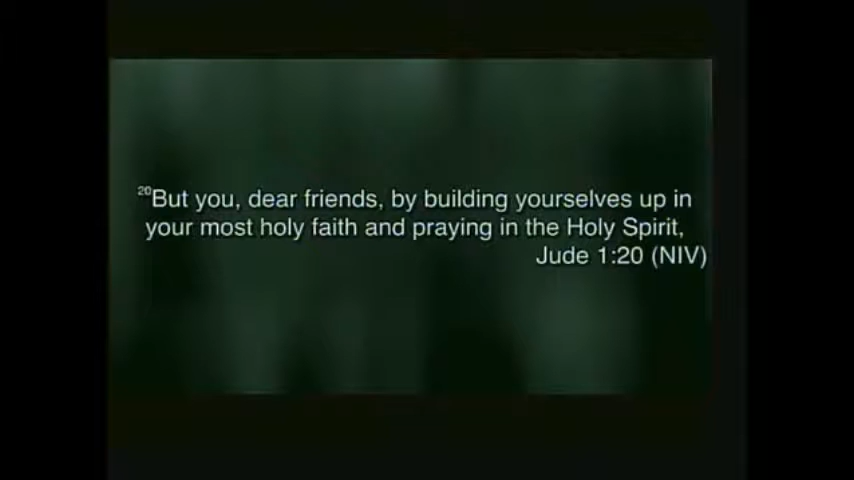 ²⁰But you, dear friends, by building yourselves up in
your most holy faith and praying in the Holy Spirit,
Jude 1:20 (NIV)